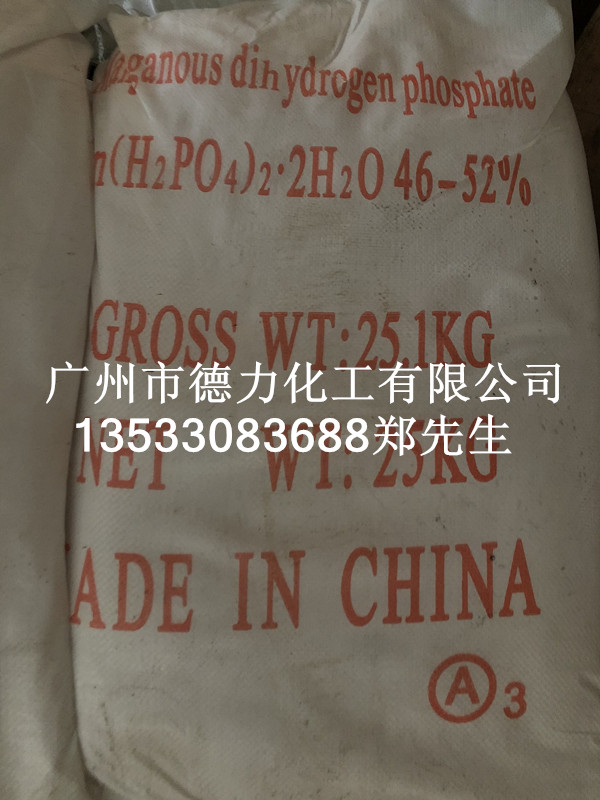 nganous dihydrogen phosphate
n(H₂PO₄)₂·2H₂O 46-52%
GROSS WT:25.1KG
广州市德力化工有限公司
13533083688郑先生
NET WT: 25KG
ADE IN CHINA
A 3